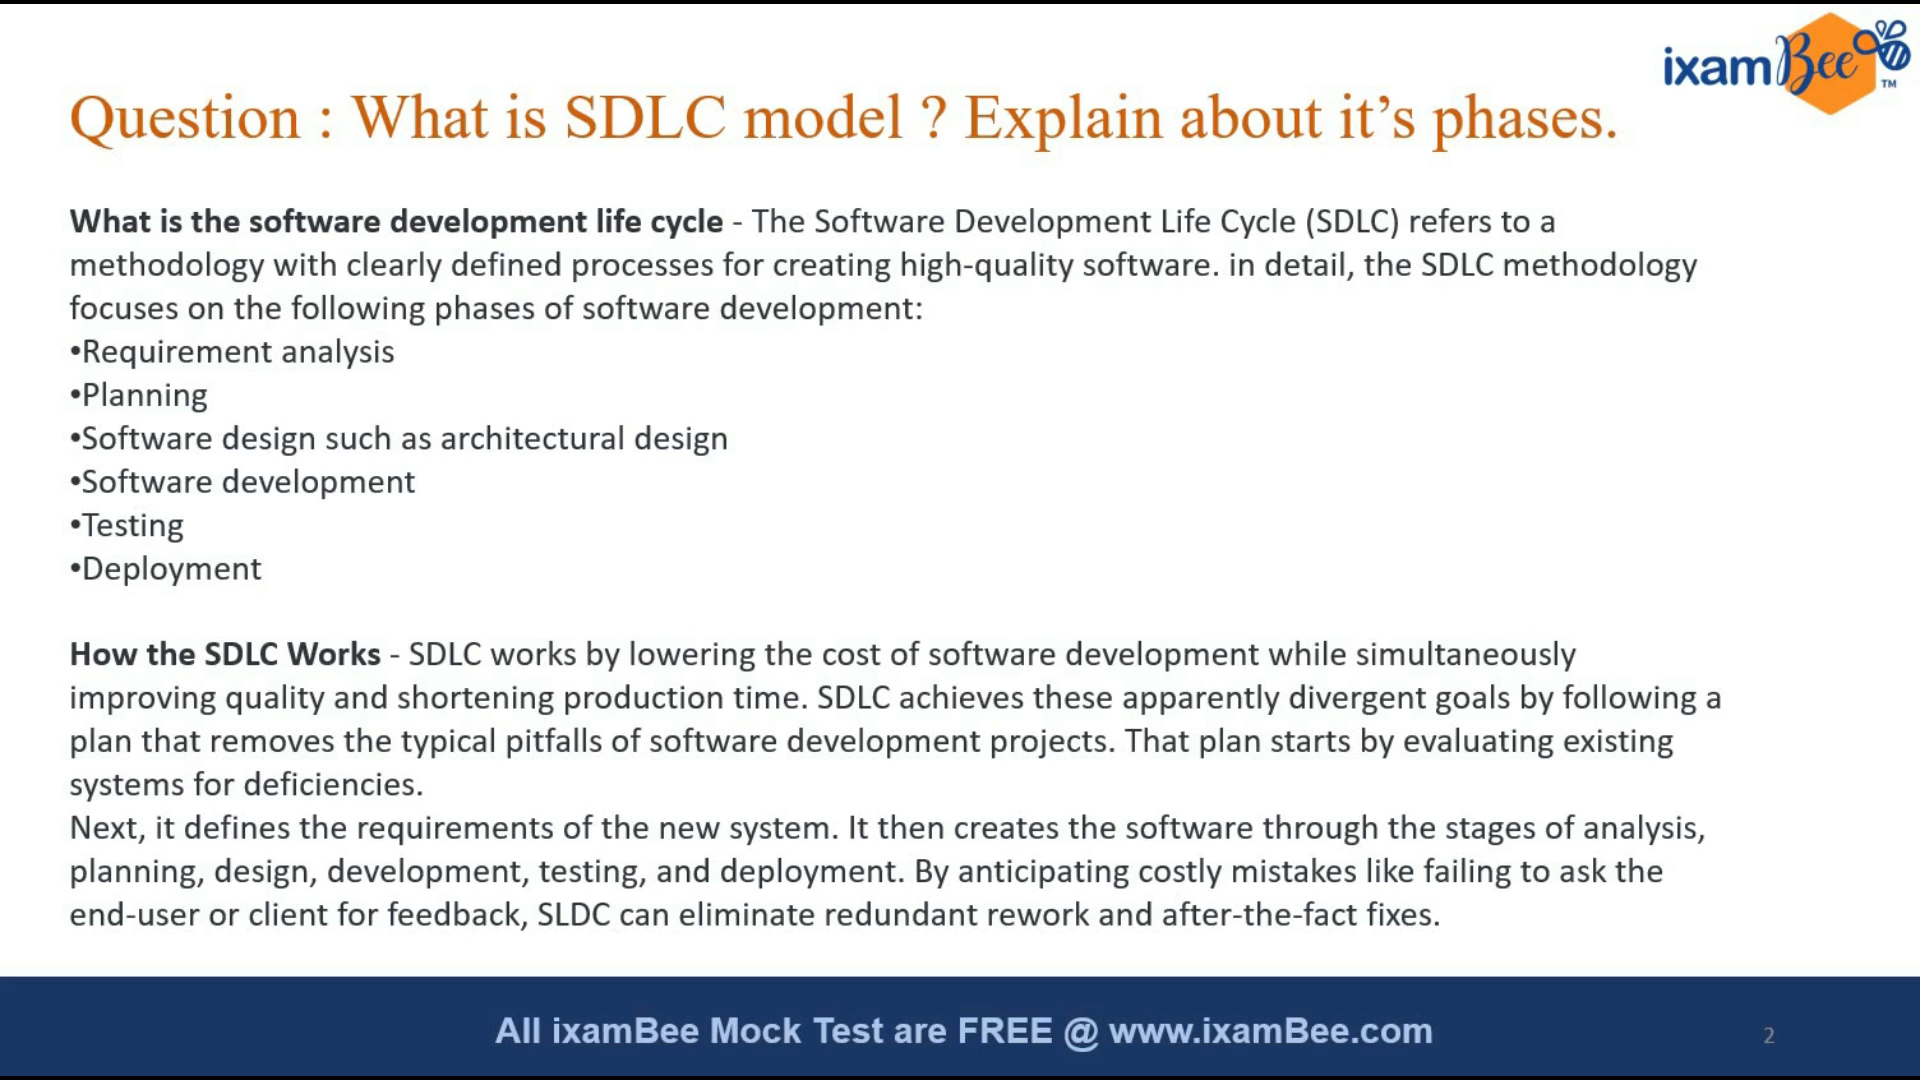 ixamBee
TM
Question : What is SDLC model ? Explain about it’s phases.
What is the software development life cycle - The Software Development Life Cycle (SDLC) refers to a
methodology with clearly defined processes for creating high-quality software. in detail, the SDLC methodology
focuses on the following phases of software development:
•Requirement analysis
•Planning
•Software design such as architectural design
•Software development
•Testing
•Deployment
How the SDLC Works - SDLC works by lowering the cost of software development while simultaneously
improving quality and shortening production time. SDLC achieves these apparently divergent goals by following a
plan that removes the typical pitfalls of software development projects. That plan starts by evaluating existing
systems for deficiencies.
Next, it defines the requirements of the new system. It then creates the software through the stages of analysis,
planning, design, development, testing, and deployment. By anticipating costly mistakes like failing to ask the
end-user or client for feedback, SLDC can eliminate redundant rework and after-the-fact fixes.
All ixamBee Mock Test are FREE @ www.ixamBee.com
2